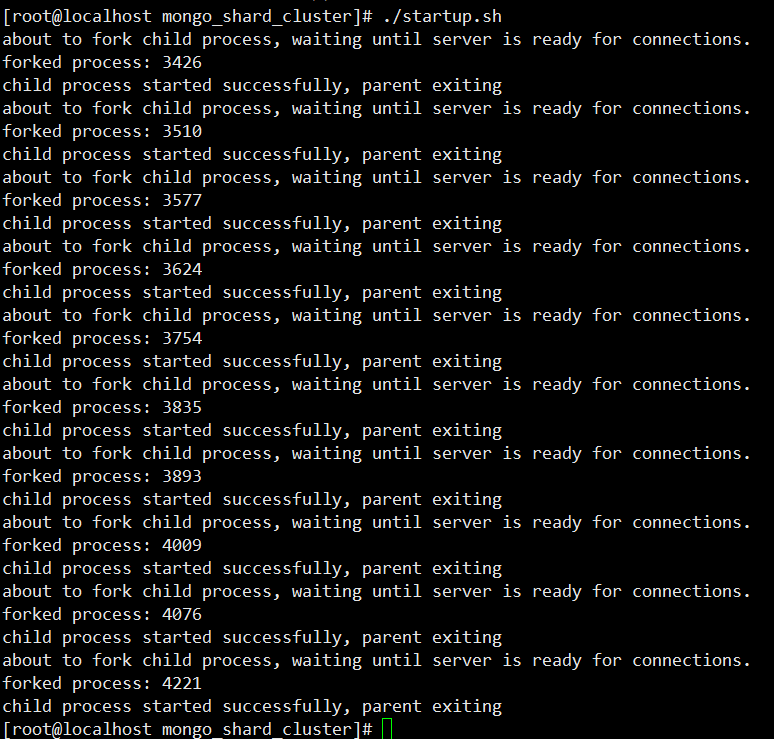 [root@localhost mongo_shard_cluster]# ./startup.sh
about to fork child process, waiting until server is ready for connections.
forked process: 3426
child process started successfully, parent exiting
about to fork child process, waiting until server is ready for connections.
forked process: 3510
child process started successfully, parent exiting
about to fork child process, waiting until server is ready for connections.
forked process: 3577
child process started successfully, parent exiting
about to fork child process, waiting until server is ready for connections.
forked process: 3624
child process started successfully, parent exiting
about to fork child process, waiting until server is ready for connections.
forked process: 3754
child process started successfully, parent exiting
about to fork child process, waiting until server is ready for connections.
forked process: 3835
child process started successfully, parent exiting
about to fork child process, waiting until server is ready for connections.
forked process: 3893
child process started successfully, parent exiting
about to fork child process, waiting until server is ready for connections.
forked process: 4009
child process started successfully, parent exiting
about to fork child process, waiting until server is ready for connections.
forked process: 4076
child process started successfully, parent exiting
about to fork child process, waiting until server is ready for connections.
forked process: 4221
child process started successfully, parent exiting
[root@localhost mongo_shard_cluster]#